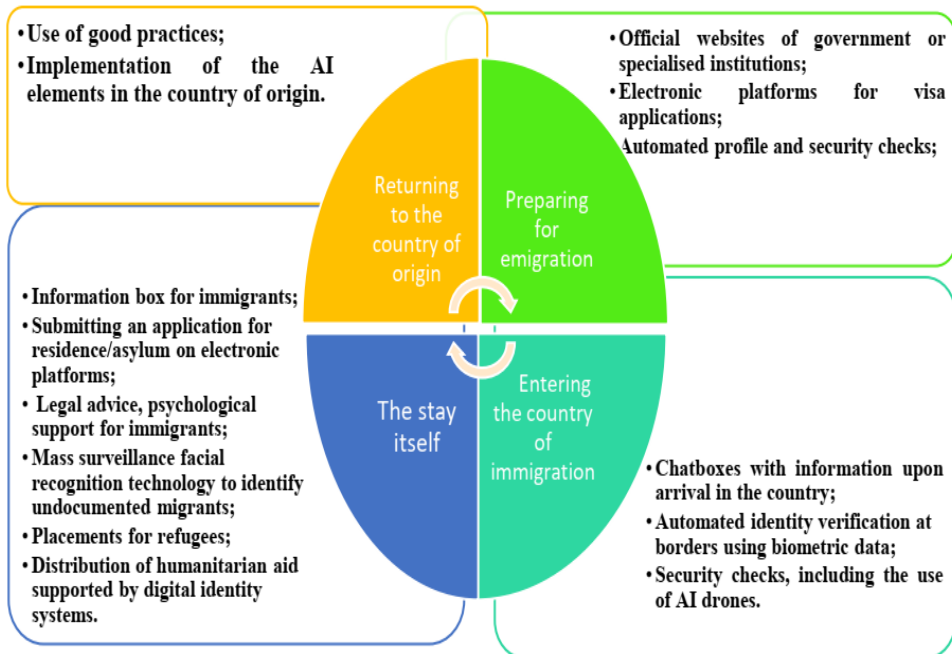 •Use of good practices;
•Implementation of the AI
elements in the country of origin.
•Official websites of government or
specialised institutions;
•Electronic platforms for visa
applications;
Automated profile and security checks;
Returning
to the
country of
origin
Preparing
for
emigration
•Information box for immigrants;
•Submitting an application for
residence/asylum on electronic
platforms;
• Legal advice, psychological
support for immigrants;
•Mass surveillance facial
recognition technology to identify
undocumented migrants;
•Placements for refugees;
•Distribution of humanitarian aid
supported by digital identity
systems.
The stay
itself
Entering
the country
of
immigration
•Chatboxes with information upon
arrival in the country;
•Automated identity verification at
borders using biometric data;
•Security checks, including the use
of AI drones.